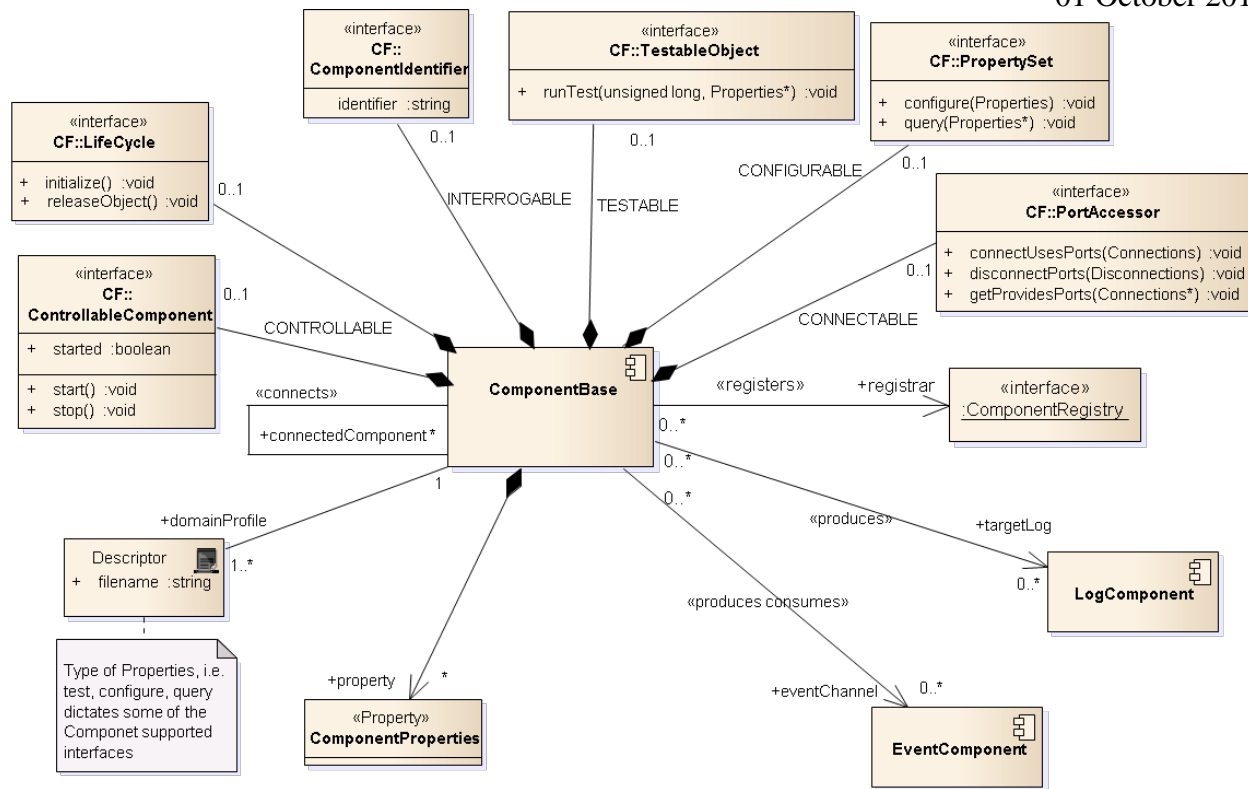 01 October 201
«interface»
CF::
ComponentIdentifier
identifier :string
«interface»
CF::TestableObject
+ runTest(unsigned long, Properties*) :void
«interface»
CF::PropertySet
+ configure(Properties) :void
+ query(Properties*) :void
«interface»
CF::LifeCycle
+ initialize() :void
+ releaseObject() :void
0..1
0..1
0..1
0..1
INTERROGABLE
TESTABLE
CONFIGURABLE
«interface»
CF::PortAccessor
+ connectUsesPorts(Connections) :void
+ disconnectPorts(Disconnections) :void
+ getProvidesPorts(Connections*) :void
0..1
CONNECTABLE
«interface»
CF::
ControllableComponent
+ started :boolean
+ start() :void
+ stop() :void
0..1
CONTROLLABLE
ComponentBase
«connects»
+connectedComponent *
«registers»
+registrar
«interface»
:ComponentRegistry
0..*
0..*
0..*
1
+domainProfile
1..*
Descriptor
+ filename :string
«produces»
+targetLog
0..*
LogComponent
«produces consumes»
+eventChannel
0..*
EventComponent
Type of Properties, i.e.
test, configure, query
dictates some of the
Componet supported
interfaces
+property
*
«Property»
ComponentProperties